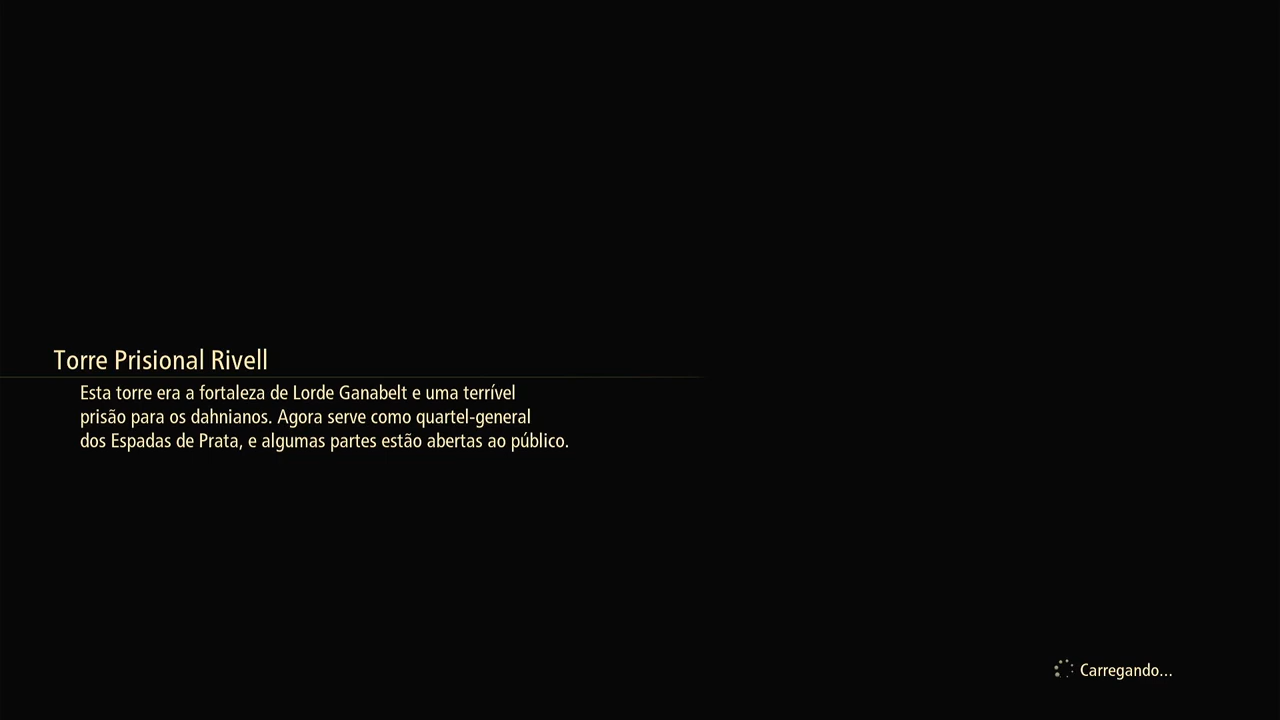 Torre Prisional Rivell
Esta torre era a fortaleza de Lorde Ganabelt e uma terrível
prisão para os dahnianos. Agora serve como quartel-general
dos Espadas de Prata, e algumas partes estão abertas ao público.
Carregando...